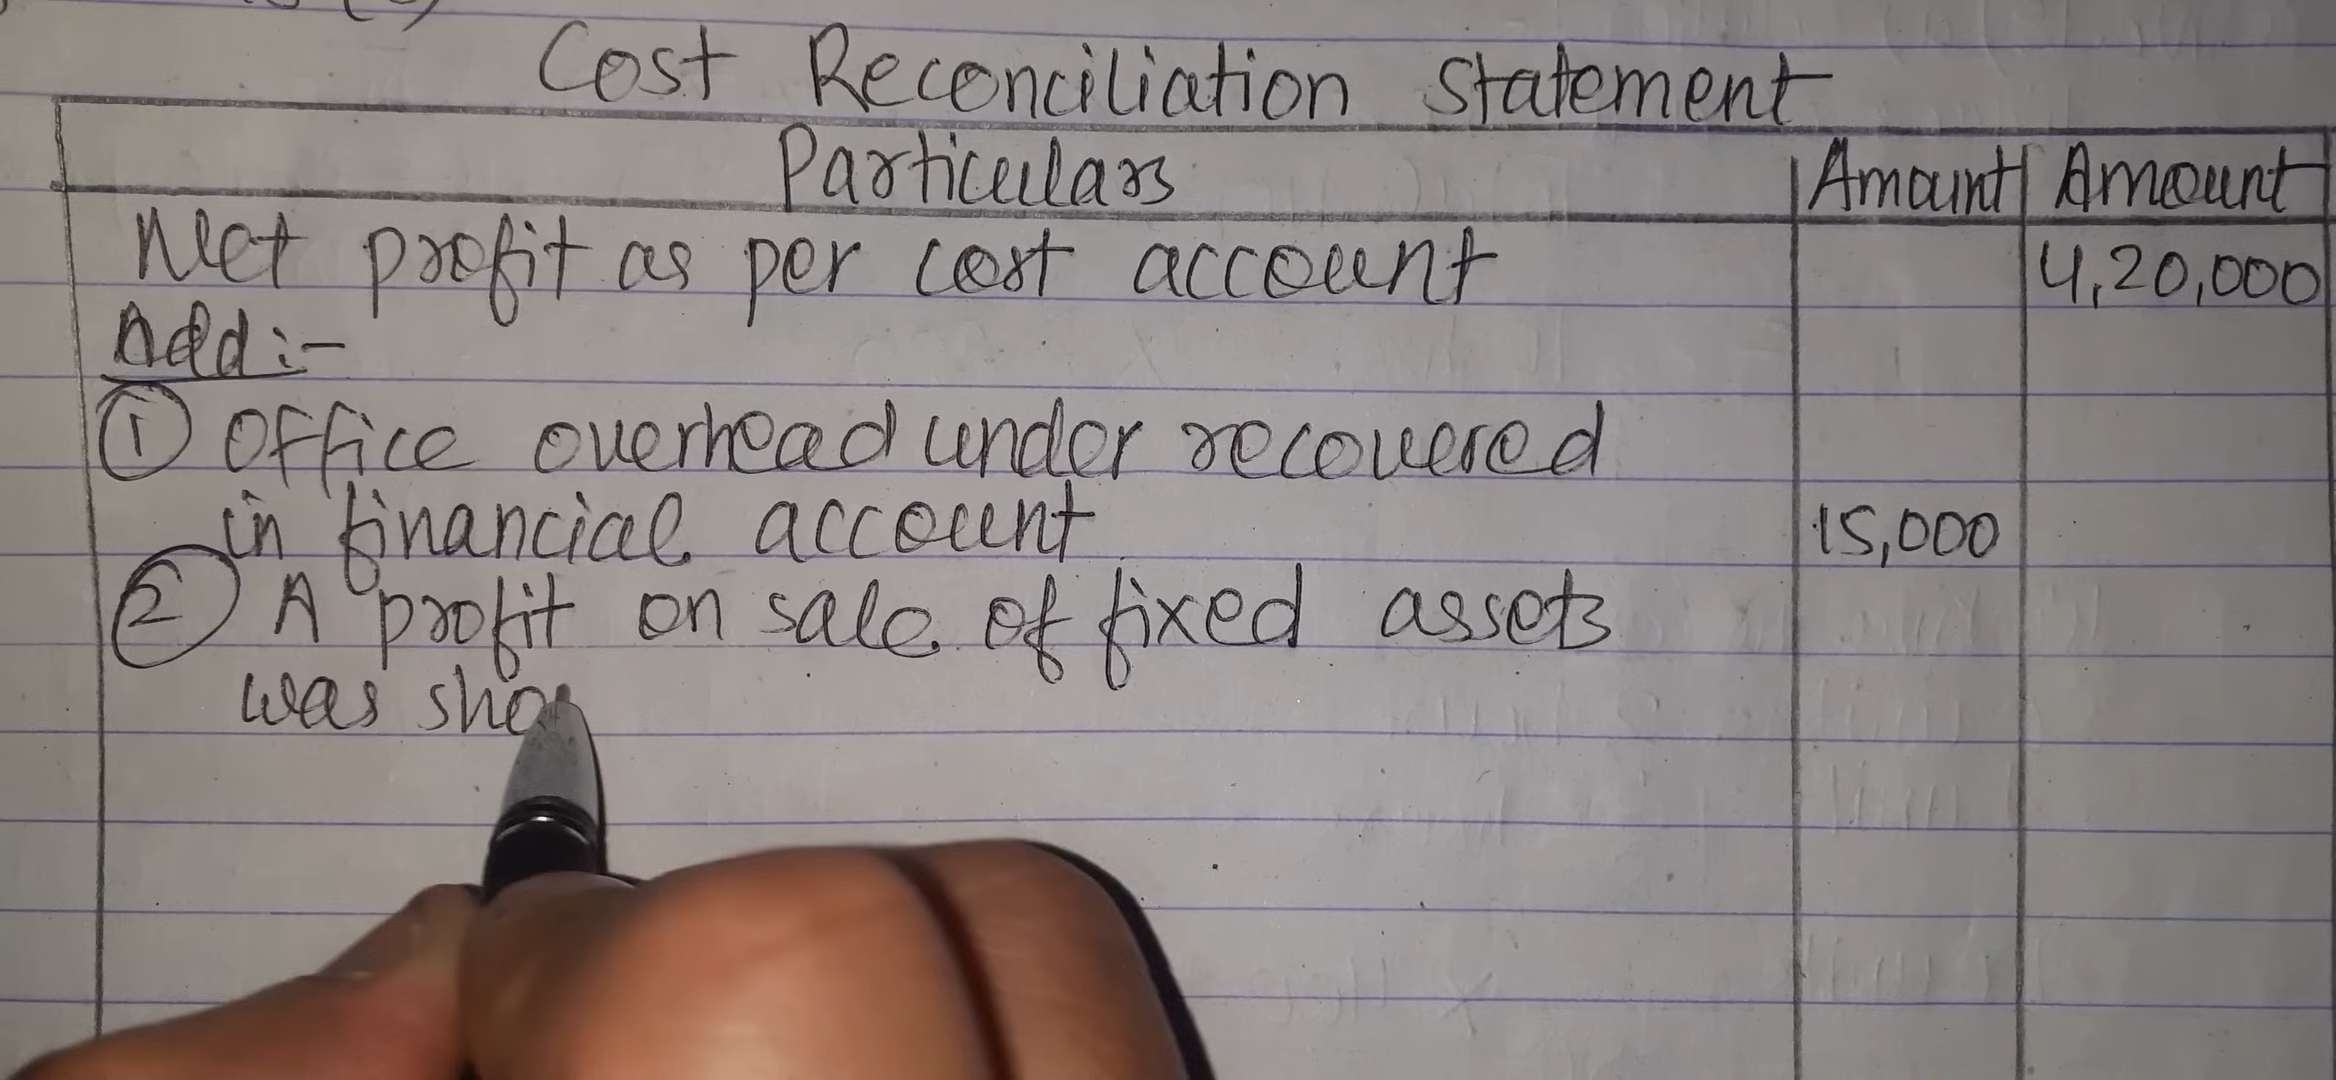 Cost Reconciliation Statement
Particulars Amount Amount
Net profit as per cost account 4,20,000
Add:-
① Office overhead under recovered
in financial account 15,000
② A profit on sale of fixed assets
was sho